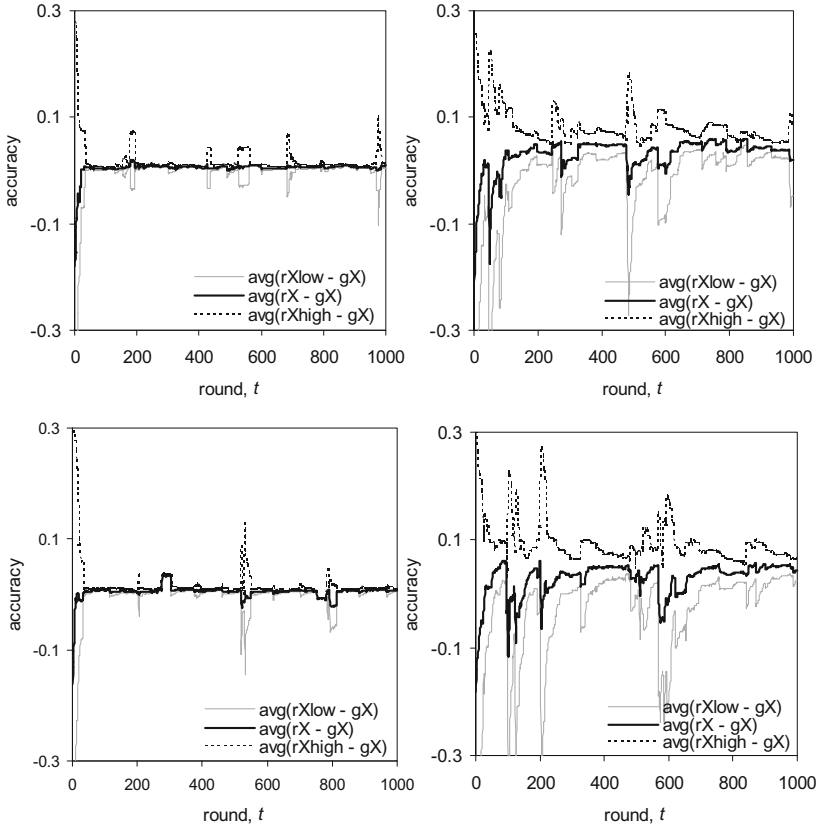 0.3
0.1
-0.1
-0.3
accuracy
avg(rXlow - gX)
avg(rX - gX)
avg(rXhigh - gX)
0 200 400 600 800 1000
round, t
0.3
0.1
-0.1
-0.3
accuracy
avg(rXlow - gX)
avg(rX - gX)
avg(rXhigh - gX)
0 200 400 600 800 1000
round, t
0.3
0.1
-0.1
-0.3
accuracy
avg(rXlow - gX)
avg(rX - gX)
avg(rXhigh - gX)
0 200 400 600 800 1000
round, t
0.3
0.1
-0.1
-0.3
accuracy
avg(rXlow - gX)
avg(rX - gX)
avg(rXhigh - gX)
0 200 400 600 800 1000
round, t